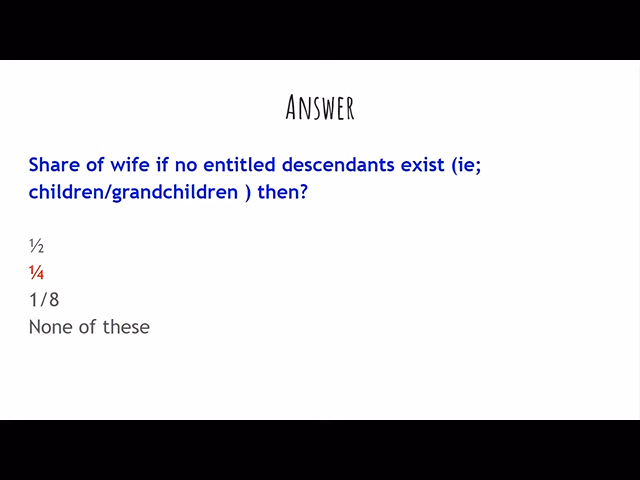 ANSWER
Share of wife if no entitled descendants exist (ie;
children/grandchildren ) then?
½
¼
1/8
None of these